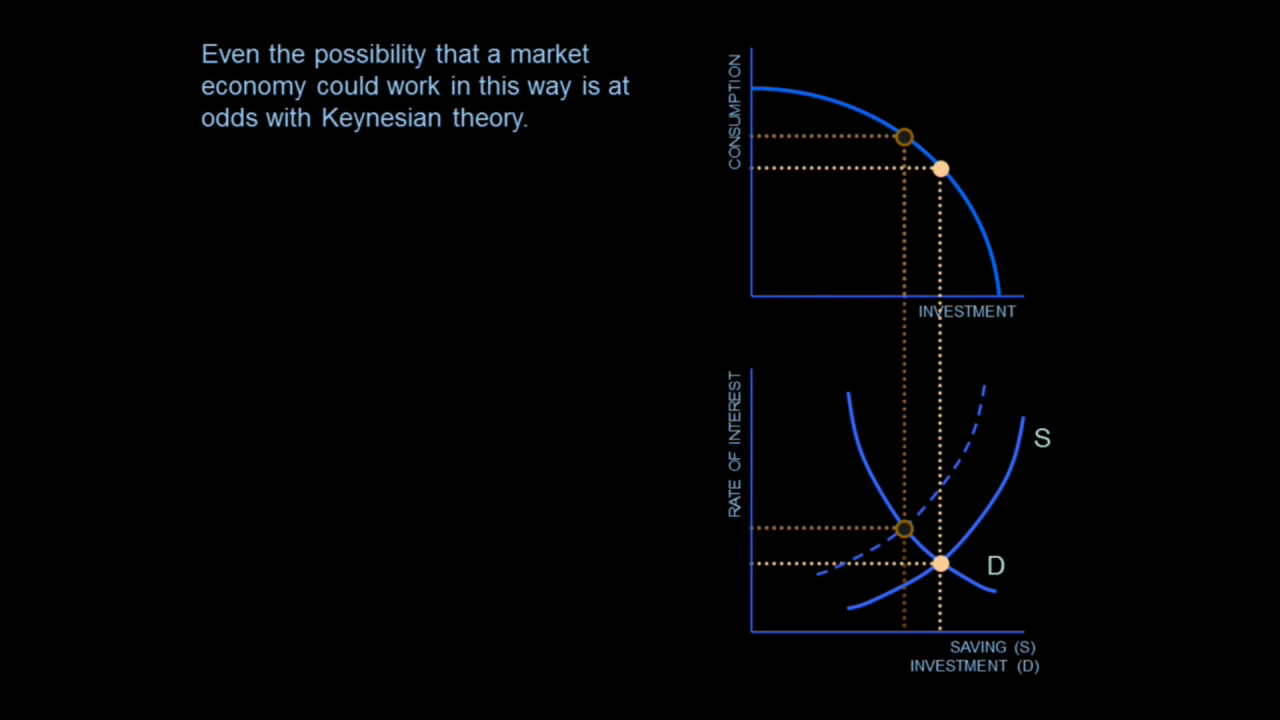 Even the possibility that a market
economy could work in this way is at
odds with Keynesian theory.
CONSUMPTION
INVESTMENT
RATE OF INTEREST
S
D
SAVING (S)
INVESTMENT (D)